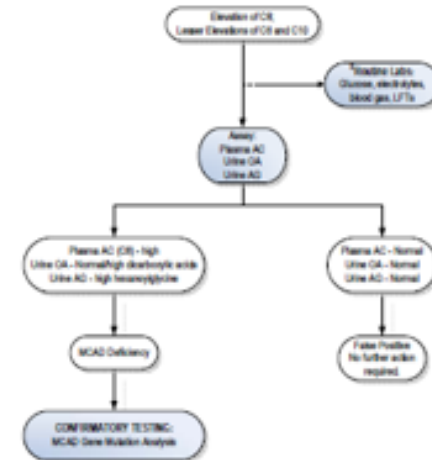 Elevation of C8,
Lesser Elevations of C6 and C10
Routine Labs:
Glucose, electrolytes,
blood gas, LFTs
Assay:
Plasma AC
Urine OA
Urine AG
Plasma AC (C8) - high
Urine OA - Normal/high dicarboxylic acids
Urine AG - high hexanoylglycine
Plasma AC - Normal
Urine OA - Normal
Urine AG - Normal
MCAD Deficiency
False Positive
No further action
required.
CONFIRMATORY TESTING:
MCAD Gene Mutation Analysis